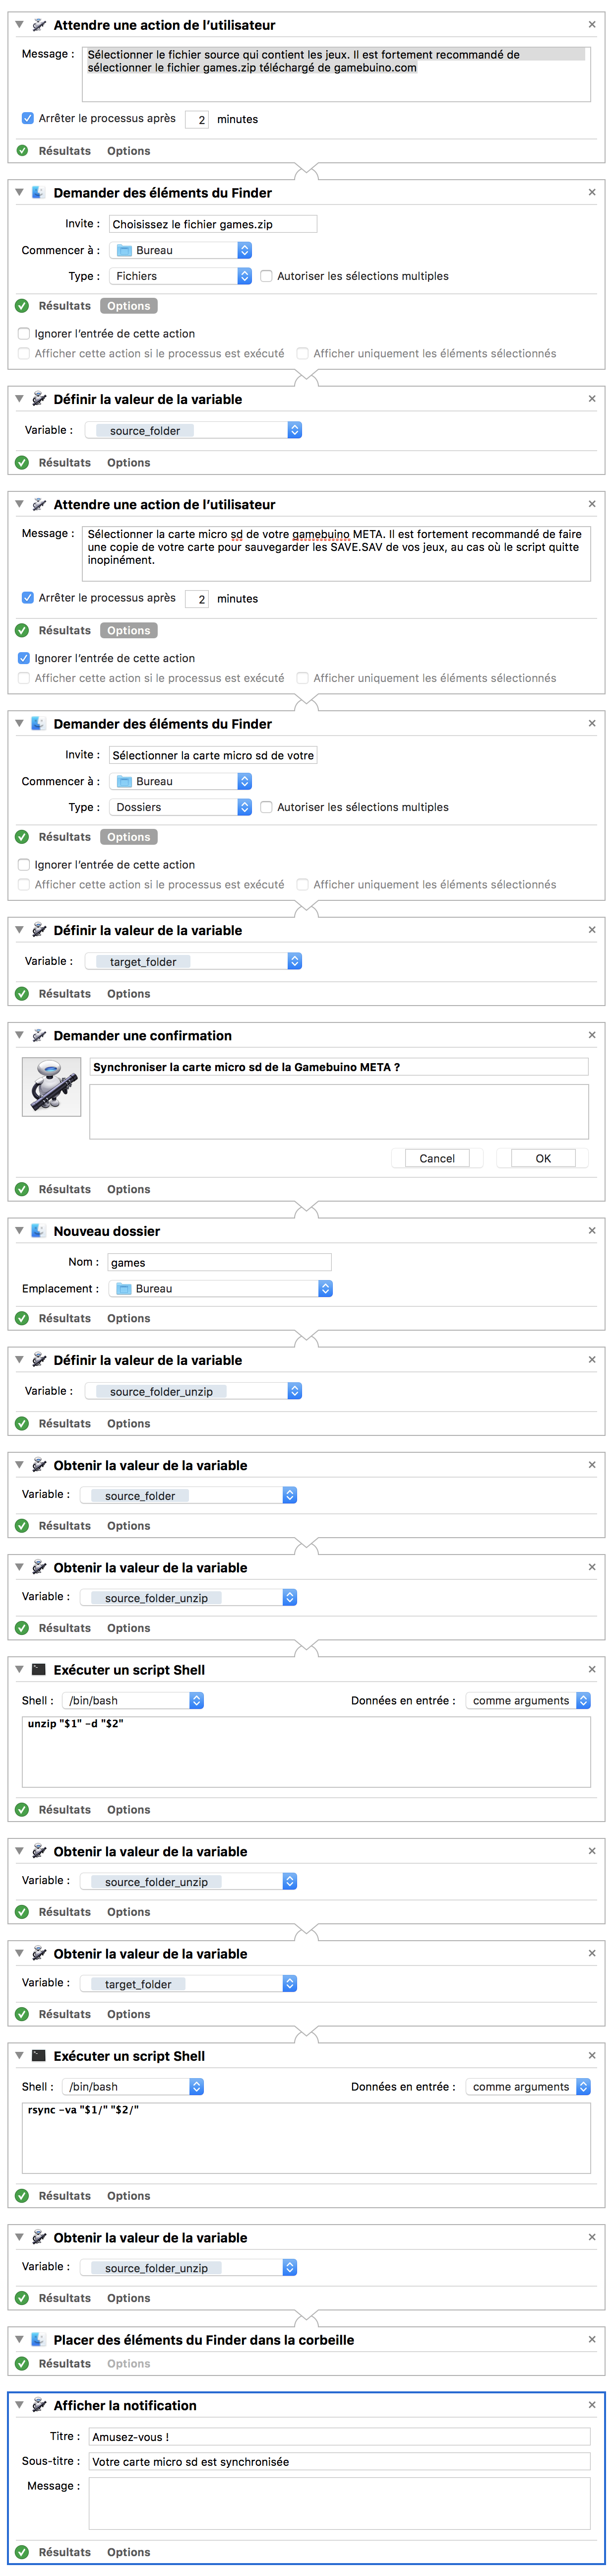 Attendre une action de l’utilisateur
Message :
Sélectionner le fichier source qui contient les jeux. Il est fortement recommandé de
sélectionner le fichier games.zip téléchargé de gamebuino.com
Arrêter le processus après 2 minutes
Résultats Options
Demander des éléments du Finder
Invite : Choisissez le fichier games.zip
Commencer à : Bureau
Type : Fichiers Autoriser les sélections multiples
Résultats Options
Ignorer l’entrée de cette action
Afficher cette action si le processus est exécuté Afficher uniquement les éléments sélectionnés
Définir la valeur de la variable
Variable : source_folder
Résultats Options
Attendre une action de l’utilisateur
Message : Sélectionner la carte micro sd de votre gamebuino META. Il est fortement recommandé de faire
une copie de votre carte pour sauvegarder les SAVE.SAV de vos jeux, au cas où le script quitte
inopinément.
Arrêter le processus après 2 minutes
Résultats Options
Ignorer l’entrée de cette action
Afficher cette action si le processus est exécuté Afficher uniquement les éléments sélectionnés
Demander des éléments du Finder
Invite : Sélectionner la carte micro sd de votre
Commencer à : Bureau
Type : Dossiers Autoriser les sélections multiples
Résultats Options
Ignorer l’entrée de cette action
Afficher cette action si le processus est exécuté Afficher uniquement les éléments sélectionnés
Définir la valeur de la variable
Variable : target_folder
Résultats Options
Demander une confirmation
Synchroniser la carte micro sd de la Gamebuino META ?
Cancel OK
Résultats Options
Nouveau dossier
Nom : games
Emplacement : Bureau
Résultats Options
Définir la valeur de la variable
Variable : source_folder_unzip
Résultats Options
Obtenir la valeur de la variable
Variable : source_folder
Résultats Options
Obtenir la valeur de la variable
Variable : source_folder_unzip
Résultats Options
Exécuter un script Shell
Shell : /bin/bash Données en entrée : comme arguments
unzip "$1" -d "$2"
Résultats Options
Obtenir la valeur de la variable
Variable : source_folder_unzip
Résultats Options
Obtenir la valeur de la variable
Variable : target_folder
Résultats Options
Exécuter un script Shell
Shell : /bin/bash Données en entrée : comme arguments
rsync -va "$1/" "$2/"
Résultats Options
Obtenir la valeur de la variable
Variable : source_folder_unzip
Résultats Options
Placer des éléments du Finder dans la corbeille
Résultats Options
Afficher la notification
Titre : Amusez-vous !
Sous-titre : Votre carte micro sd est synchronisée
Message :
Résultats Options